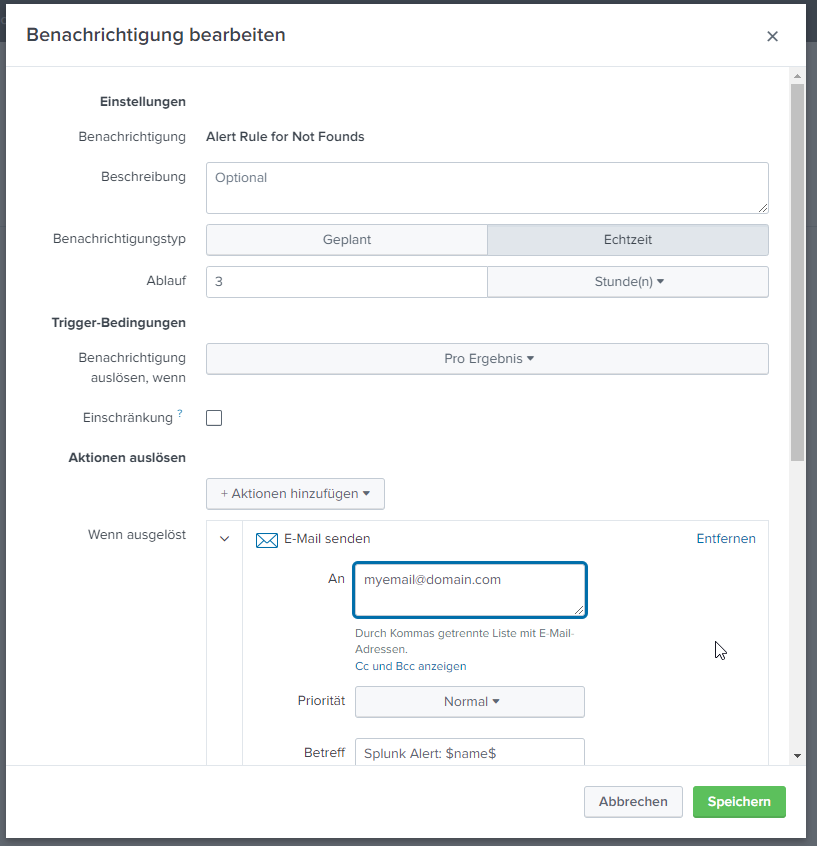 Benachrichtigung bearbeiten
Einstellungen
Benachrichtigung Alert Rule for Not Founds
Beschreibung Optional
Benachrichtigungstyp Geplant Echtzeit
Ablauf 3 Stunde(n)
Trigger-Bedingungen
Benachrichtigung
auslösen, wenn Pro Ergebnis
Einschränkung ?
Aktionen auslösen
+ Aktionen hinzufügen
Wenn ausgelöst E-Mail senden Entfernen
An myemail@domain.com
Durch Kommas getrennte Liste mit E-Mail-
Adressen.
Cc und Bcc anzeigen
Priorität Normal
Betreff Splunk Alert: $name$
Abbrechen Speichern